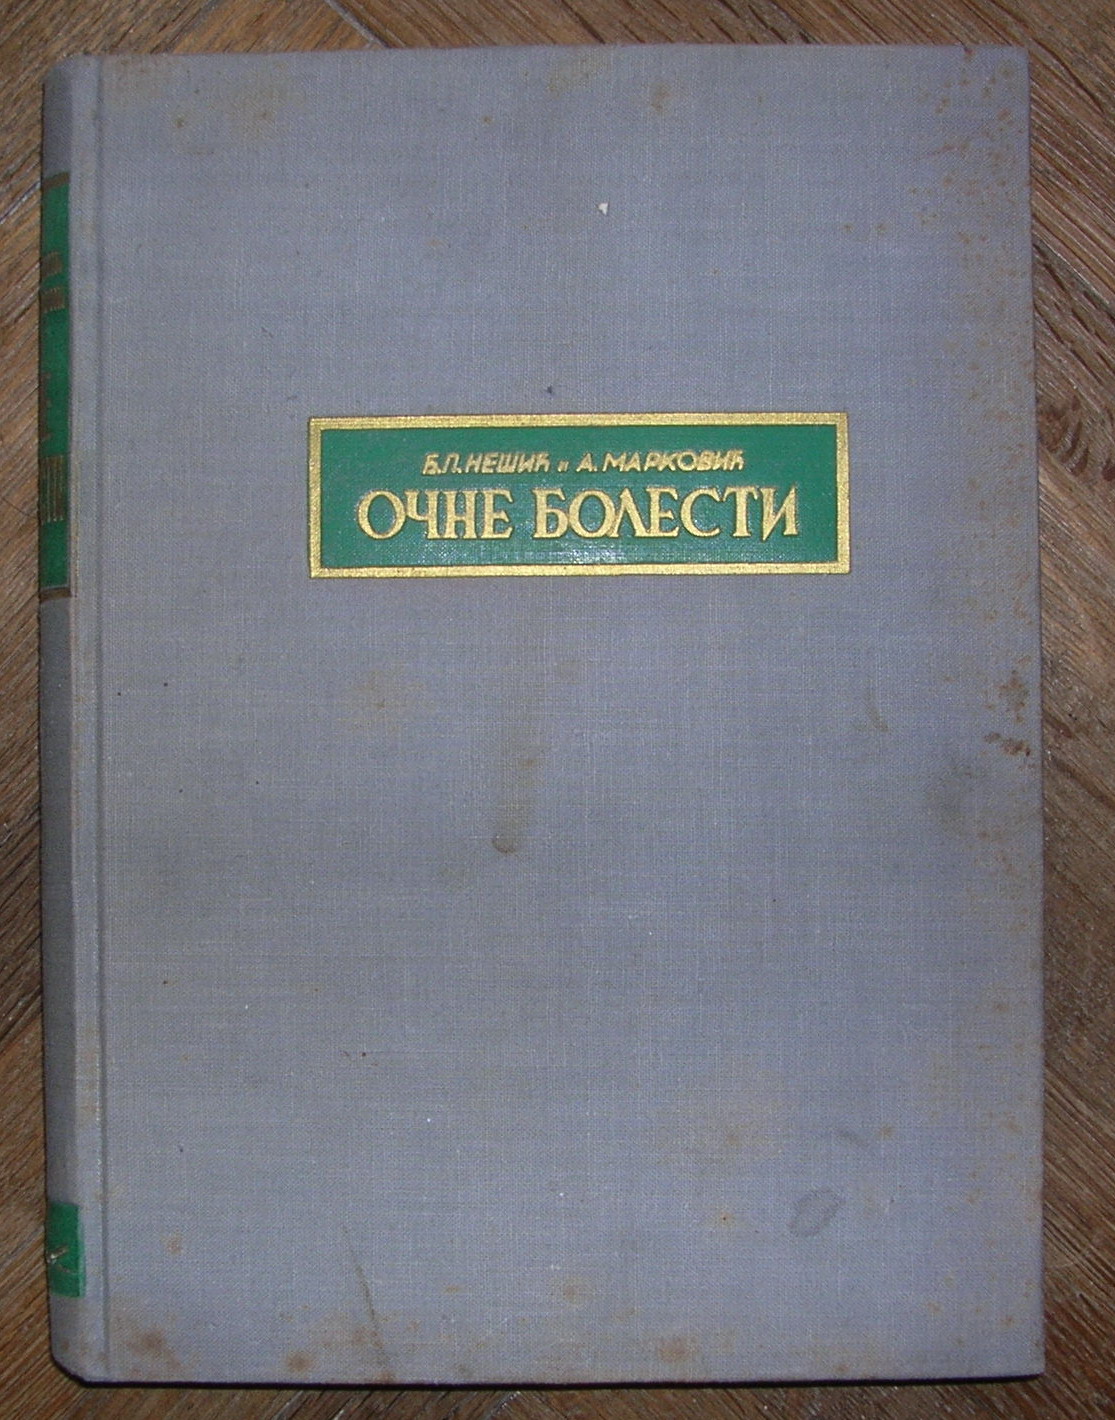 Ђ.П. НЕШИЋ и А. МАРКОВИЋ
ОЧНЕ БОЛЕСТИ